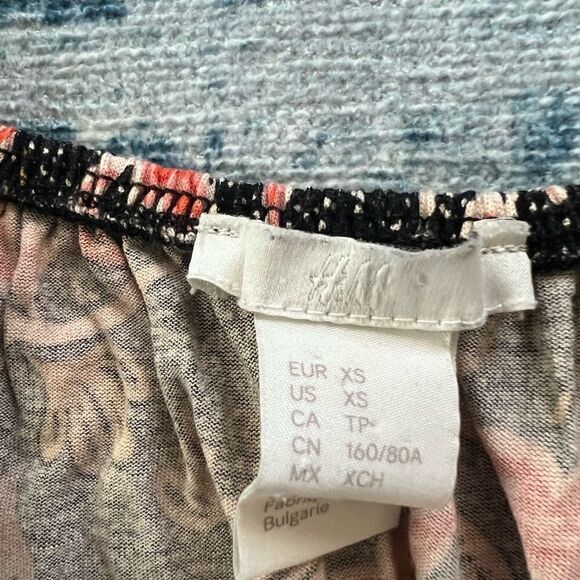 H&M
EUR XS
US XS
CA TP
CN 160/80A
MX XCH
Bulgarie